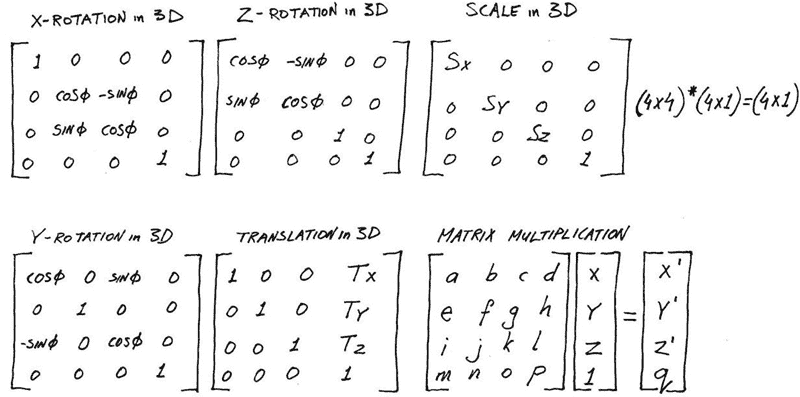 X-ROTATION in 3D Z-ROTATION in 3D SCALE in 3D
1 0 0 0 cosϕ -sinϕ 0 0 Sx 0 0 0
0 cosϕ -sinϕ 0 sinϕ cosϕ 0 0 0 SY 0 0 (4x4)*(4x1)=(4x1)
0 sinϕ cosϕ 0 0 0 1 0 0 0 Sz 0
0 0 0 1 0 0 0 1 0 0 0 1
Y-ROTATION in 3D TRANSLATION in 3D MATRIX MULTIPLICATION
cosϕ 0 sinϕ 0 1 0 0 Tx a b c d X X'
0 1 0 0 0 1 0 TY e f g h Y = Y'
-sinϕ 0 cosϕ 0 0 0 1 Tz i j k l Z Z'
0 0 0 1 0 0 0 1 m n o p 1 q